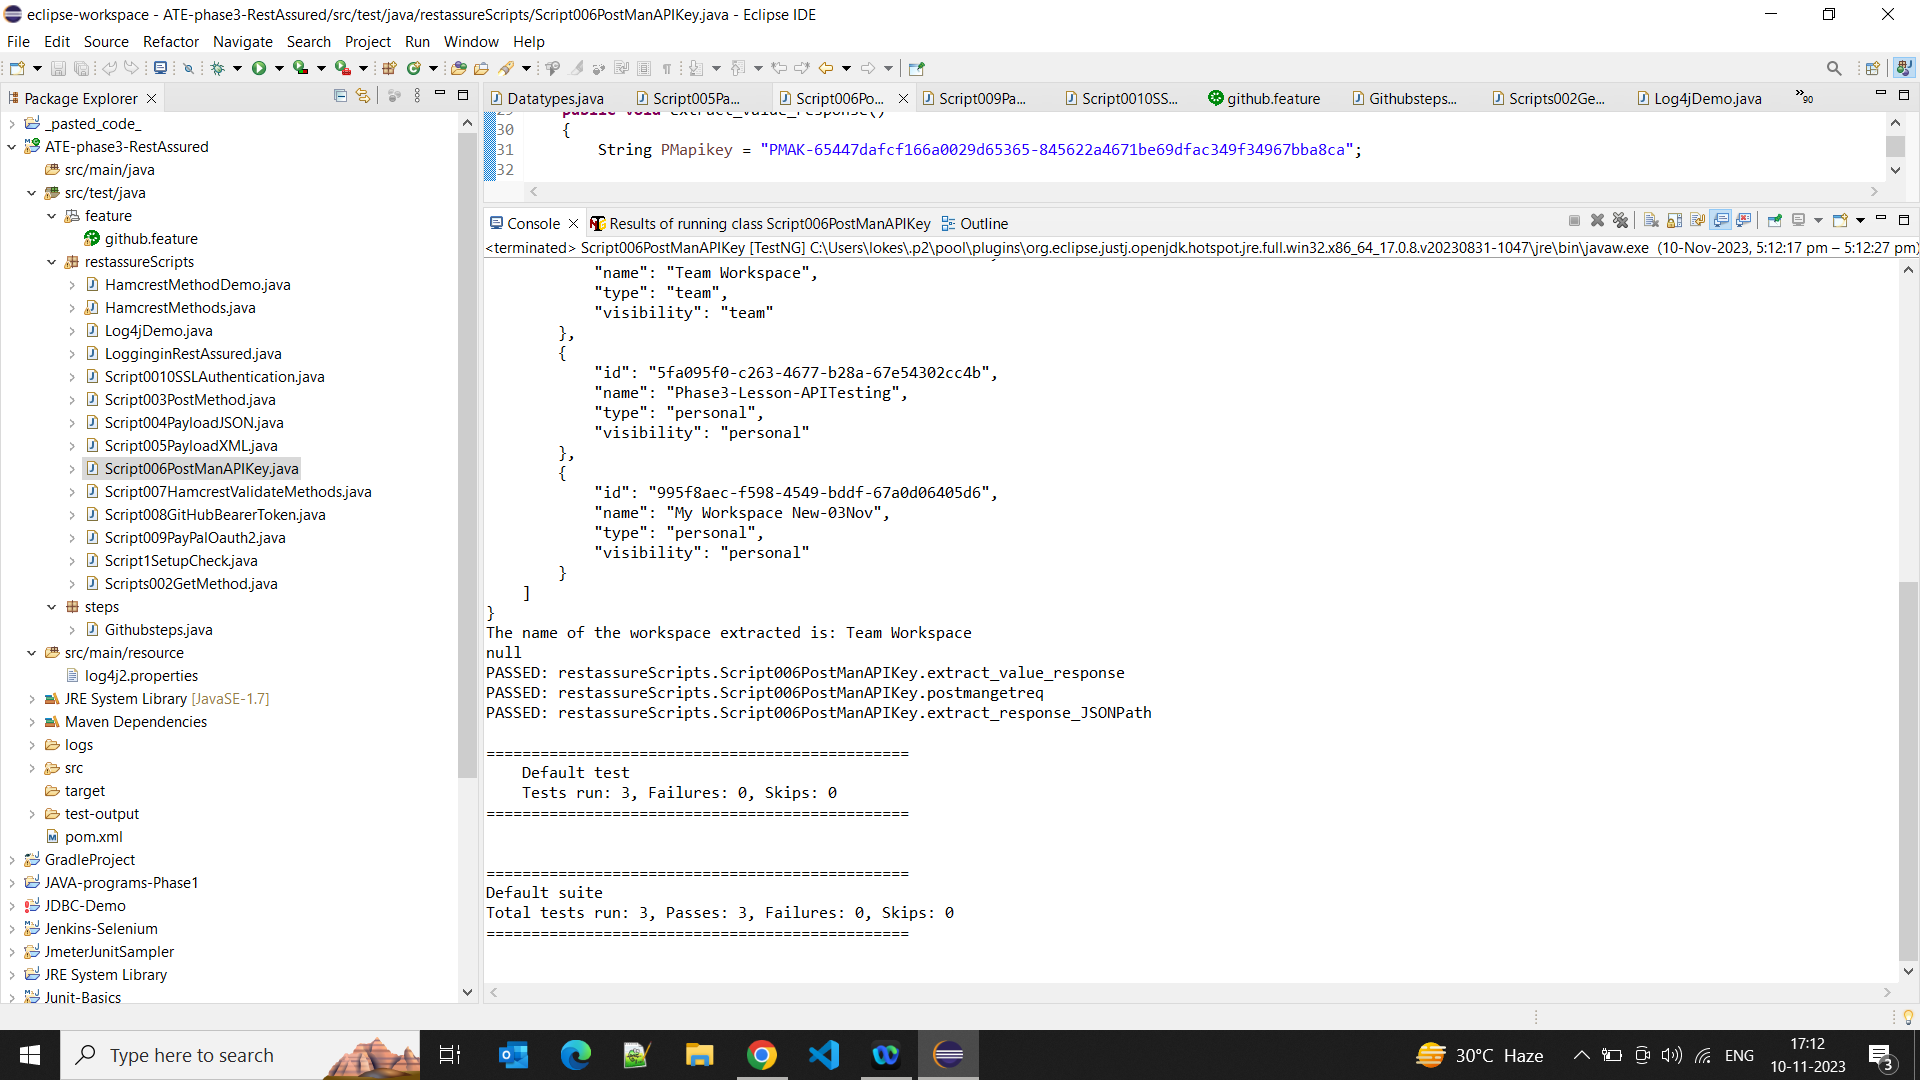 eclipse-workspace - ATE-phase3-RestAssured/src/test/java/restassureScripts/Script006PostManAPIKey.java - Eclipse IDE
File Edit Source Refactor Navigate Search Project Run Window Help
Package Explorer
_pasted_code_
ATE-phase3-RestAssured
src/main/java
src/test/java
feature
github.feature
restassureScripts
HamcrestMethodDemo.java
HamcrestMethods.java
Log4jDemo.java
LogginginRestAssured.java
Script0010SSLAuthentication.java
Script003PostMethod.java
Script004PayloadJSON.java
Script005PayloadXML.java
Script006PostManAPIKey.java
Script007HamcrestValidateMethods.java
Script008GitHubBearerToken.java
Script009PayPalOauth2.java
Script1SetupCheck.java
Scripts002GetMethod.java
steps
Githubsteps.java
src/main/resource
log4j2.properties
JRE System Library [JavaSE-1.7]
Maven Dependencies
logs
src
target
test-output
pom.xml
GradleProject
JAVA-programs-Phase1
JDBC-Demo
Jenkins-Selenium
JmeterJunitSampler
JRE System Library
Junit-Basics
Datatypes.java Script005Pa... Script006Po... Script009Pa... Script0010SS... github.feature Githubsteps... Scripts002Ge... Log4jDemo.java »90
29 public void extract_value_response()
30 {
31 String PMapikey = "PMAK-65447dafcf166a0029d65365-845622a4671be69dfac349f34967bba8ca";
32
Console Results of running class Script006PostManAPIKey Outline
<terminated> Script006PostManAPIKey [TestNG] C:\Users\lokes\.p2\pool\plugins\org.eclipse.justj.openjdk.hotspot.jre.full.win32.x86_64_17.0.8.v20230831-1047\jre\bin\javaw.exe (10-Nov-2023, 5:12:17 pm – 5:12:27 pm)
"name": "Team Workspace",
"type": "team",
"visibility": "team"
},
{
"id": "5fa095f0-c263-4677-b28a-67e54302cc4b",
"name": "Phase3-Lesson-APITesting",
"type": "personal",
"visibility": "personal"
},
{
"id": "995f8aec-f598-4549-bddf-67a0d06405d6",
"name": "My Workspace New-03Nov",
"type": "personal",
"visibility": "personal"
}
]
}
The name of the workspace extracted is: Team Workspace
null
PASSED: restassureScripts.Script006PostManAPIKey.extract_value_response
PASSED: restassureScripts.Script006PostManAPIKey.postmangetreq
PASSED: restassureScripts.Script006PostManAPIKey.extract_response_JSONPath
===============================================
Default test
Tests run: 3, Failures: 0, Skips: 0
===============================================
===============================================
Default suite
Total tests run: 3, Passes: 3, Failures: 0, Skips: 0
===============================================
Type here to search
30°C Haze
ENG
17:12
10-11-2023
3